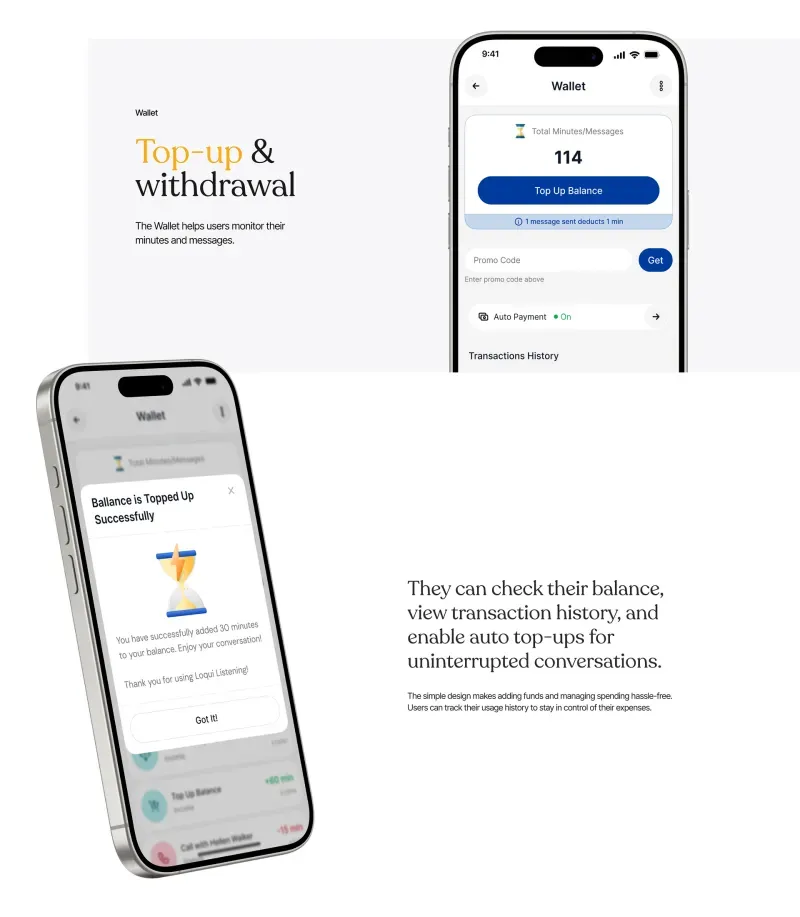 Wallet
Top-up &
withdrawal
The Wallet helps users monitor their
minutes and messages.
9:41
Wallet
Total Minutes/Messages
114
Top Up Balance
1 message sent deducts 1 min
Promo Code
Get
Enter promo code above
Auto Payment
On
Transactions History
9:41
Wallet
Total Minutes/Messages
Ballance is Topped Up
Successfully
You have successfully added 30 minutes
to your balance. Enjoy your conversation!
Thank you for using Loqui Listening!
Got It!
Top Up Balance
+60 min
Call with Helen Walker
-15 min
They can check their balance,
view transaction history, and
enable auto top-ups for
uninterrupted conversations.
The simple design makes adding funds and managing spending hassle-free.
Users can track their usage history to stay in control of their expenses.